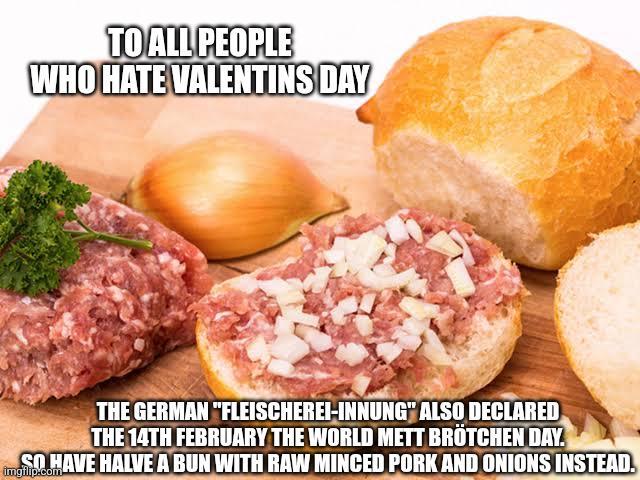 TO ALL PEOPLE
WHO HATE VALENTINS DAY
THE GERMAN "FLEISCHEREI-INNUNG" ALSO DECLARED
THE 14TH FEBRUARY THE WORLD METT BRÖTCHEN DAY.
SO HAVE HALVE A BUN WITH RAW MINCED PORK AND ONIONS INSTEAD.
imgflip.com